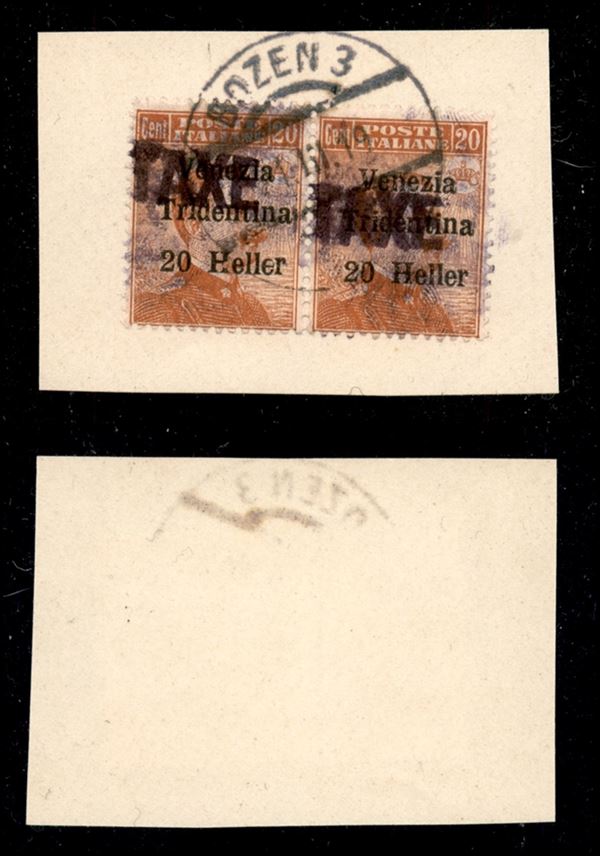 BOZEN 3
Cent POSTE ITALIANE 20
TAXE
Venezia
Tridentina
20 Heller
Cent POSTE ITALIANE 20
TAXE
Venezia
Tridentina
20 Heller
OZEN 3